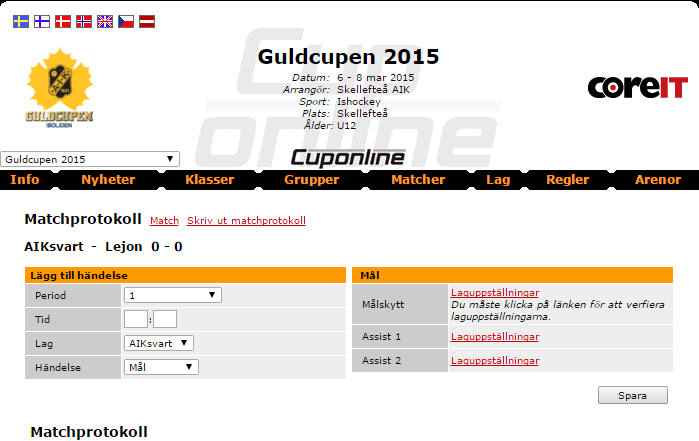 Guldcupen 2015
Datum: 6 - 8 mar 2015
Arrangör: Skellefteå AIK
Sport: Ishockey
Plats: Skellefteå
Ålder: U12
GULDCUPEN
BOLIDEN
coreIT
Cup online
Cuponline
Guldcupen 2015
Info Nyheter Klasser Grupper Matcher Lag Regler Arenor
Matchprotokoll Match Skriv ut matchprotokoll
AIKsvart - Lejon 0 - 0
Lägg till händelse
Period 1
Tid :
Lag AIKsvart
Händelse Mål
Mål
Målskytt Laguppställningar
Du måste klicka på länken för att verfiera
laguppställningarna.
Assist 1 Laguppställningar
Assist 2 Laguppställningar
Spara
Matchprotokoll